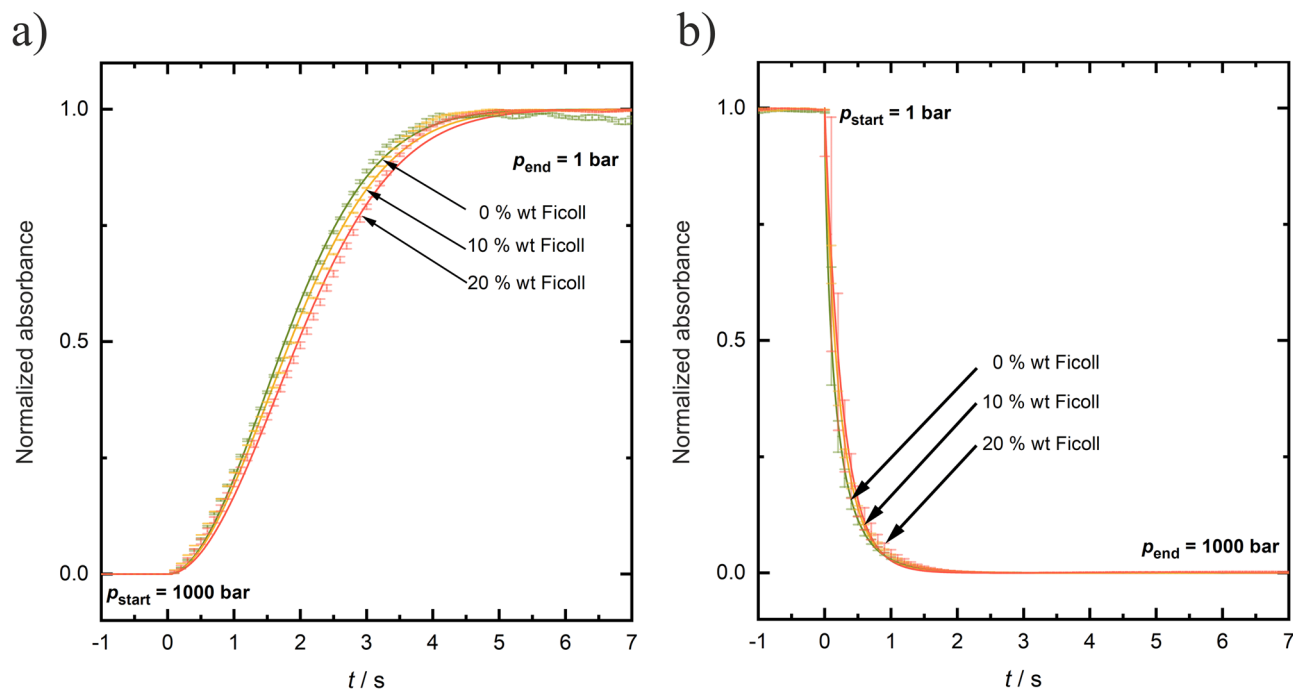 a)
Normalized absorbance
1.0
0.5
0.0
p_end = 1 bar
0 % wt Ficoll
10 % wt Ficoll
20 % wt Ficoll
p_start = 1000 bar
-1 0 1 2 3 4 5 6 7
t / s
b)
Normalized absorbance
1.0
0.5
0.0
p_start = 1 bar
0 % wt Ficoll
10 % wt Ficoll
20 % wt Ficoll
p_end = 1000 bar
-1 0 1 2 3 4 5 6 7
t / s